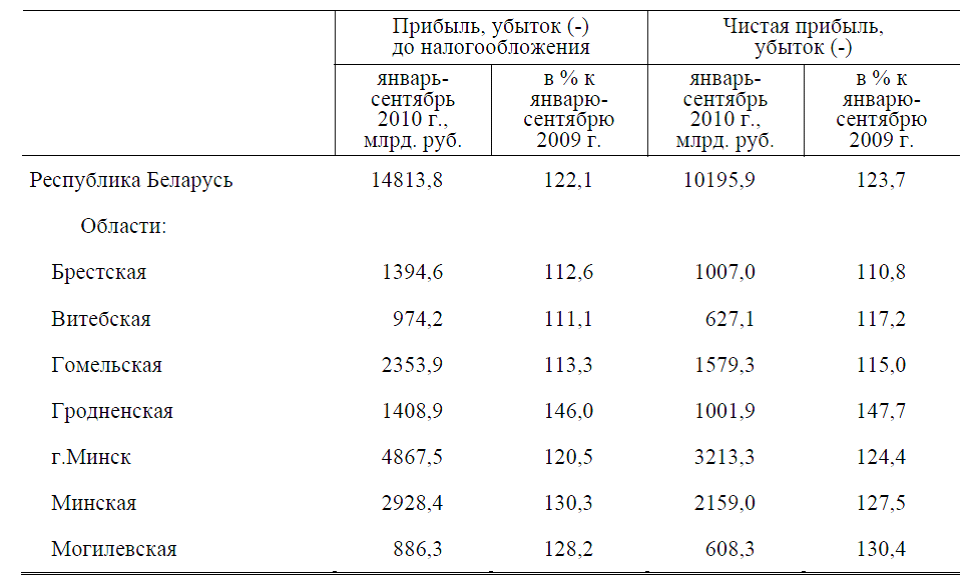 Прибыль, убыток (-) Чистая прибыль,
до налогообложения убыток (-)
январь- в % к январь- в % к
сентябрь январю- сентябрь январю-
2010 г., сентябрю 2010 г., сентябрю
млрд. руб. 2009 г. млрд. руб. 2009 г.
Республика Беларусь 14813,8 122,1 10195,9 123,7
Области:
Брестская 1394,6 112,6 1007,0 110,8
Витебская 974,2 111,1 627,1 117,2
Гомельская 2353,9 113,3 1579,3 115,0
Гродненская 1408,9 146,0 1001,9 147,7
г.Минск 4867,5 120,5 3213,3 124,4
Минская 2928,4 130,3 2159,0 127,5
Могилевская 886,3 128,2 608,3 130,4